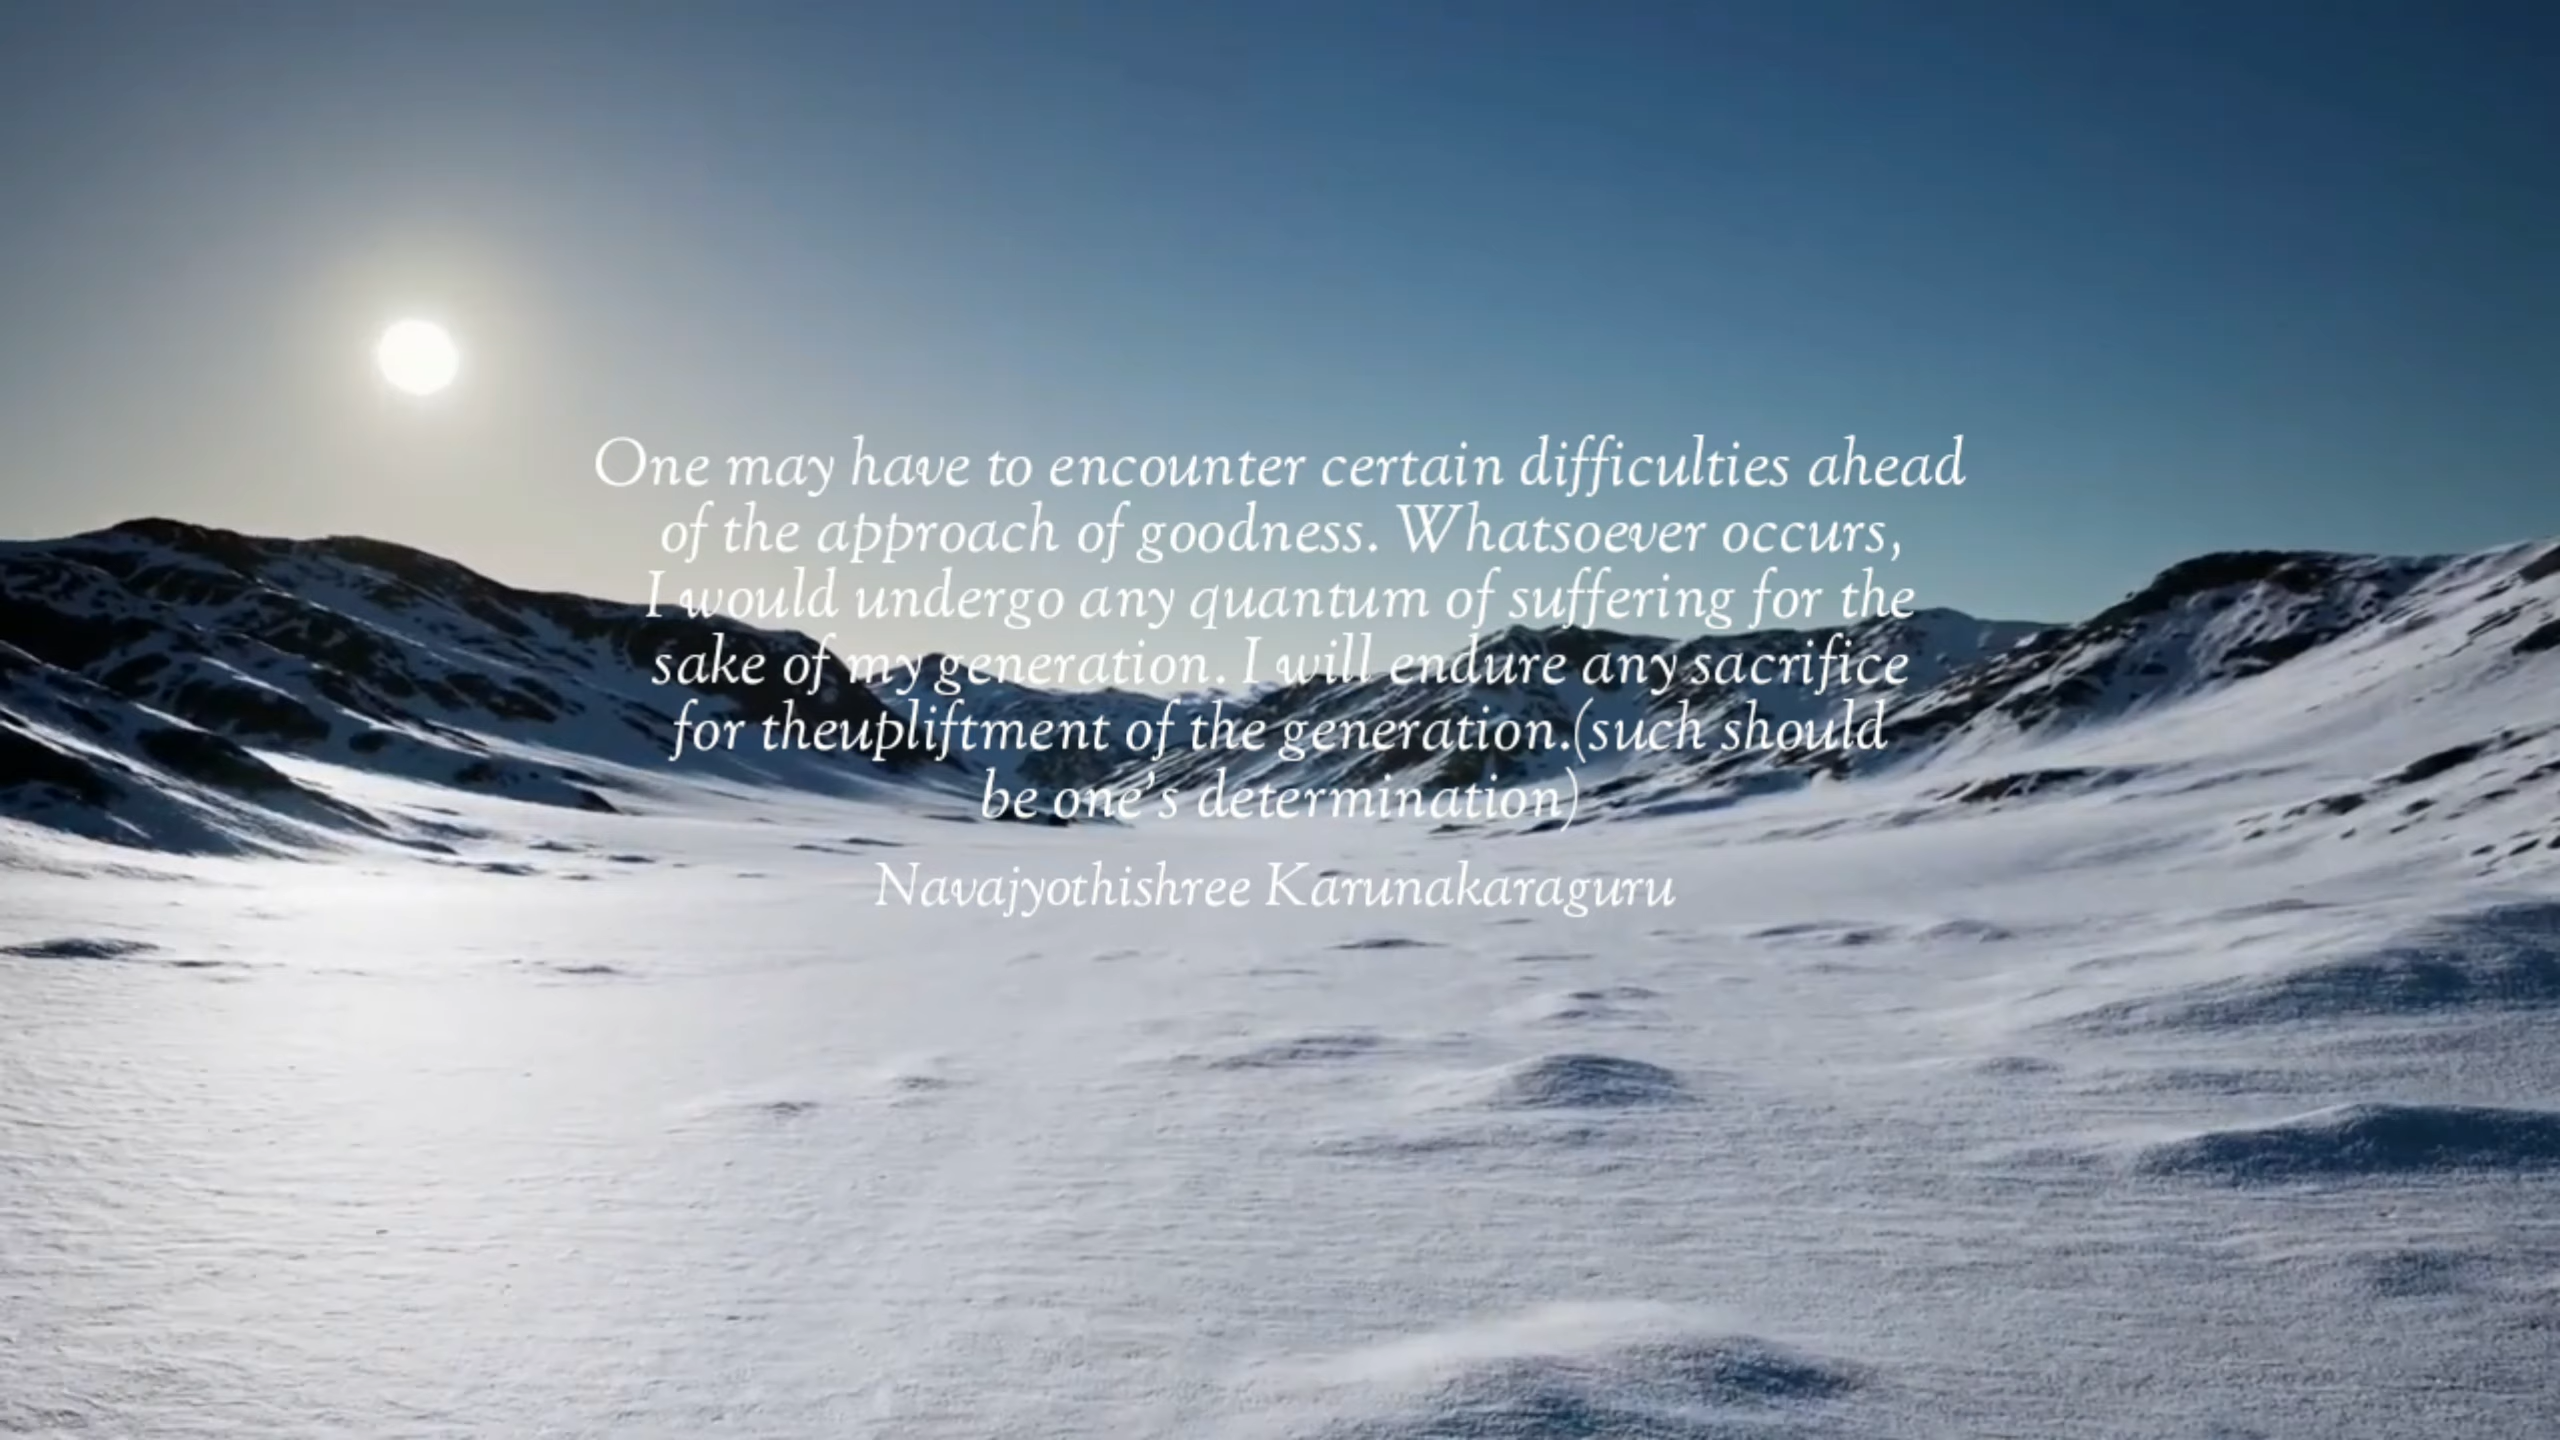 One may have to encounter certain difficulties ahead
of the approach of goodness. Whatsoever occurs,
I would undergo any quantum of suffering for the
sake of my generation. I will endure any sacrifice
for theupliftment of the generation.(such should
be one's determination)
Navajyothishree Karunakaraguru